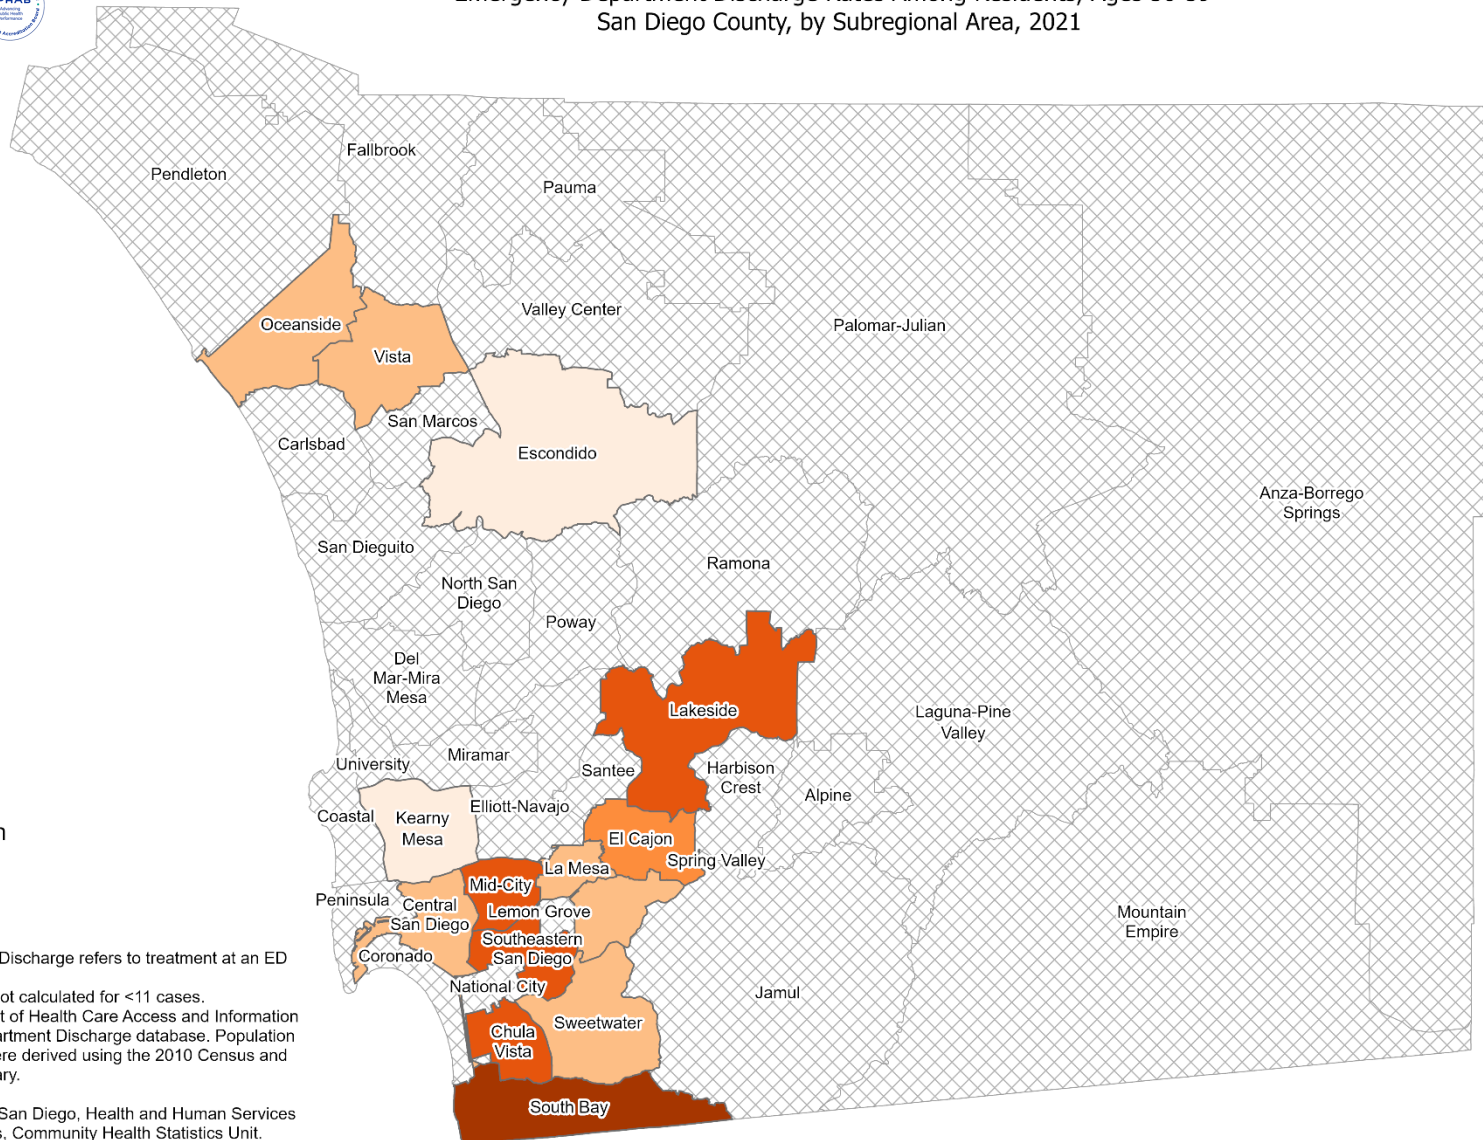 San Diego County, by Subregional Area, 2021
Fallbrook
Pendleton
Pauma
Valley Center
Oceanside
Palomar-Julian
Vista
San Marcos
Carlsbad
Escondido
Anza-Borrego
Springs
San Dieguito
Ramona
North San
Diego
Poway
Del
Mar-Mira
Mesa
Lakeside
Laguna-Pine
Valley
Miramar
University
Santee
Harbison
Crest
Alpine
Elliott-Navajo
Coastal
Kearny
Mesa
El Cajon
Spring Valley
La Mesa
Mid-City
Peninsula
Central
San Diego
Lemon Grove
Mountain
Empire
Southeastern
San Diego
Coronado
National City
Jamul
Sweetwater
Chula
Vista
South Bay
Discharge refers to treatment at an ED
ot calculated for <11 cases.
t of Health Care Access and Information
artment Discharge database. Population
ere derived using the 2010 Census and
ary.
San Diego, Health and Human Services
s, Community Health Statistics Unit.